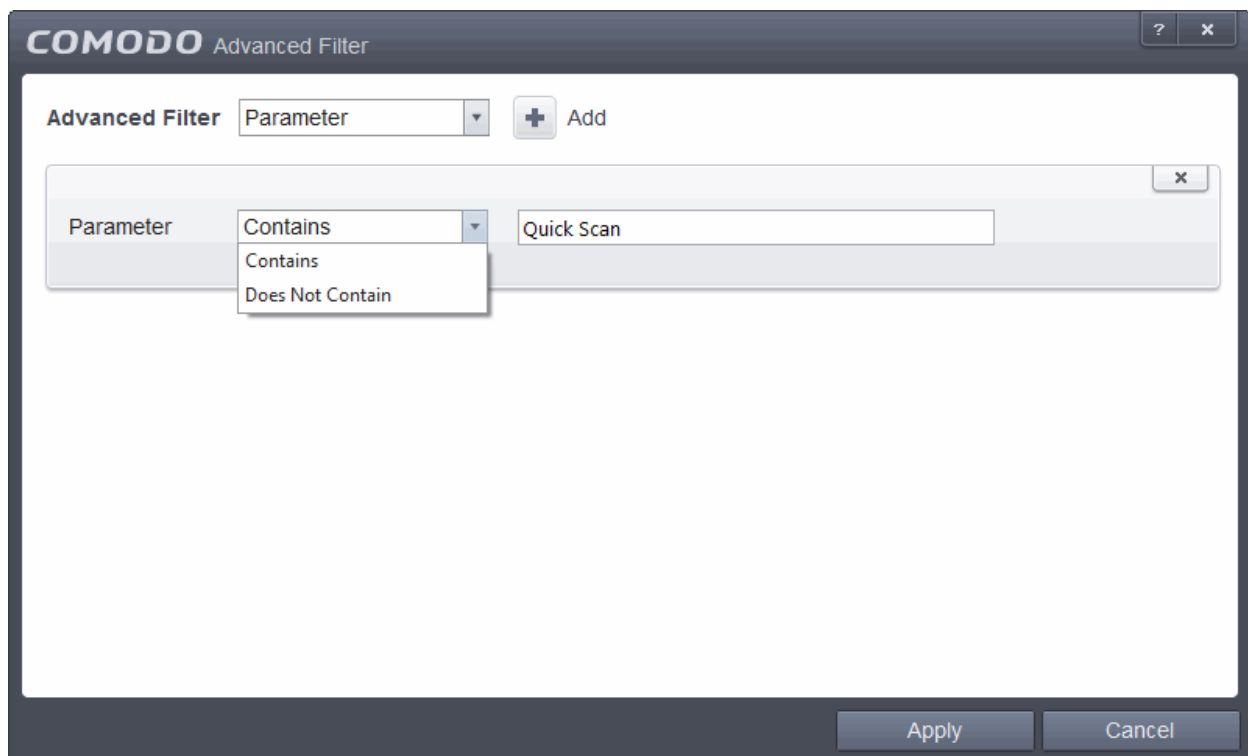 COMODO Advanced Filter ? x
Advanced Filter Parameter + Add
x
Parameter Contains Quick Scan
Contains
Does Not Contain
Apply Cancel